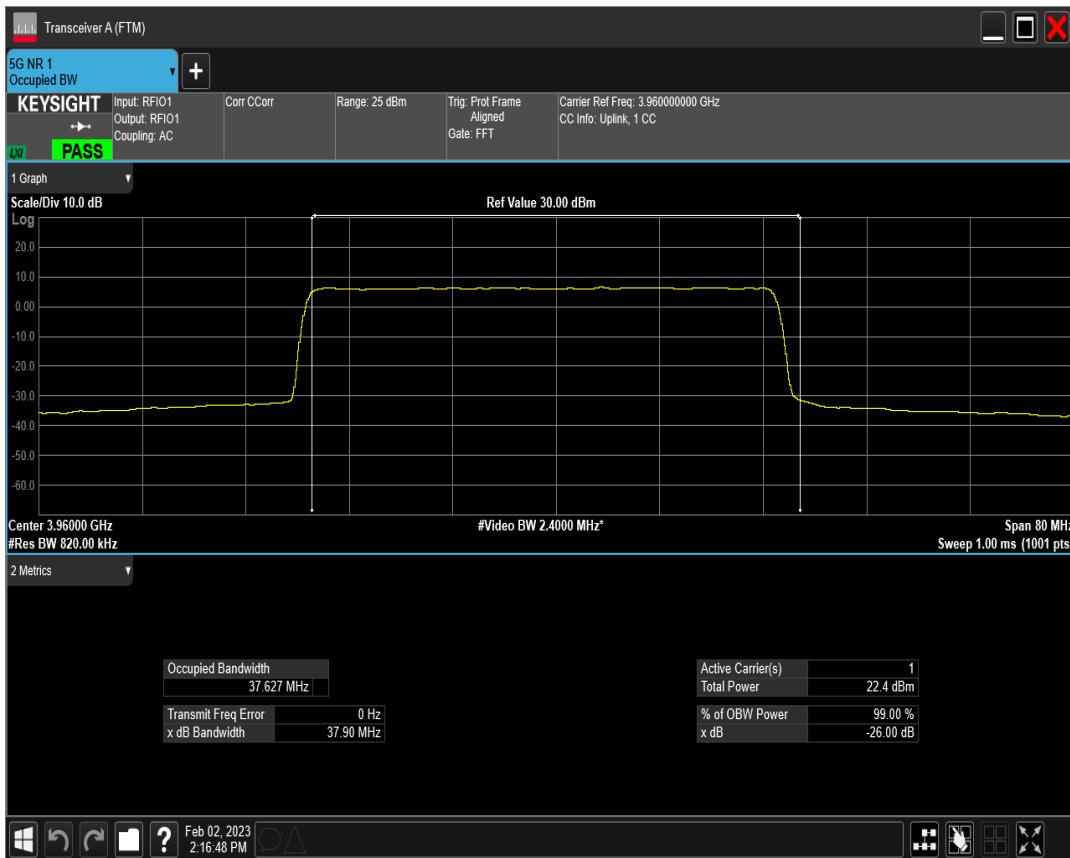 Transceiver A (FTM)
5G NR 1
Occupied BW
+
KEYSIGHT
Input: RFIO1
Output: RFIO1
Coupling: AC
Corr CCorr
Range: 25 dBm
Trig: Prot Frame
Aligned
Gate: FFT
Carrier Ref Freq: 3.960000000 GHz
CC Info: Uplink, 1 CC
LXI
PASS
1 Graph
Scale/Div 10.0 dB
Ref Value 30.00 dBm
Log
20.0
10.0
0.00
-10.0
-20.0
-30.0
-40.0
-50.0
-60.0
Center 3.96000 GHz
#Video BW 2.4000 MHz*
Span 80 MHz
#Res BW 820.00 kHz
Sweep 1.00 ms (1001 pts
2 Metrics
Occupied Bandwidth
37.627 MHz
Transmit Freq Error 0 Hz
x dB Bandwidth 37.90 MHz
Active Carrier(s) 1
Total Power 22.4 dBm
% of OBW Power 99.00 %
x dB -26.00 dB
?
Feb 02, 2023
2:16:48 PM